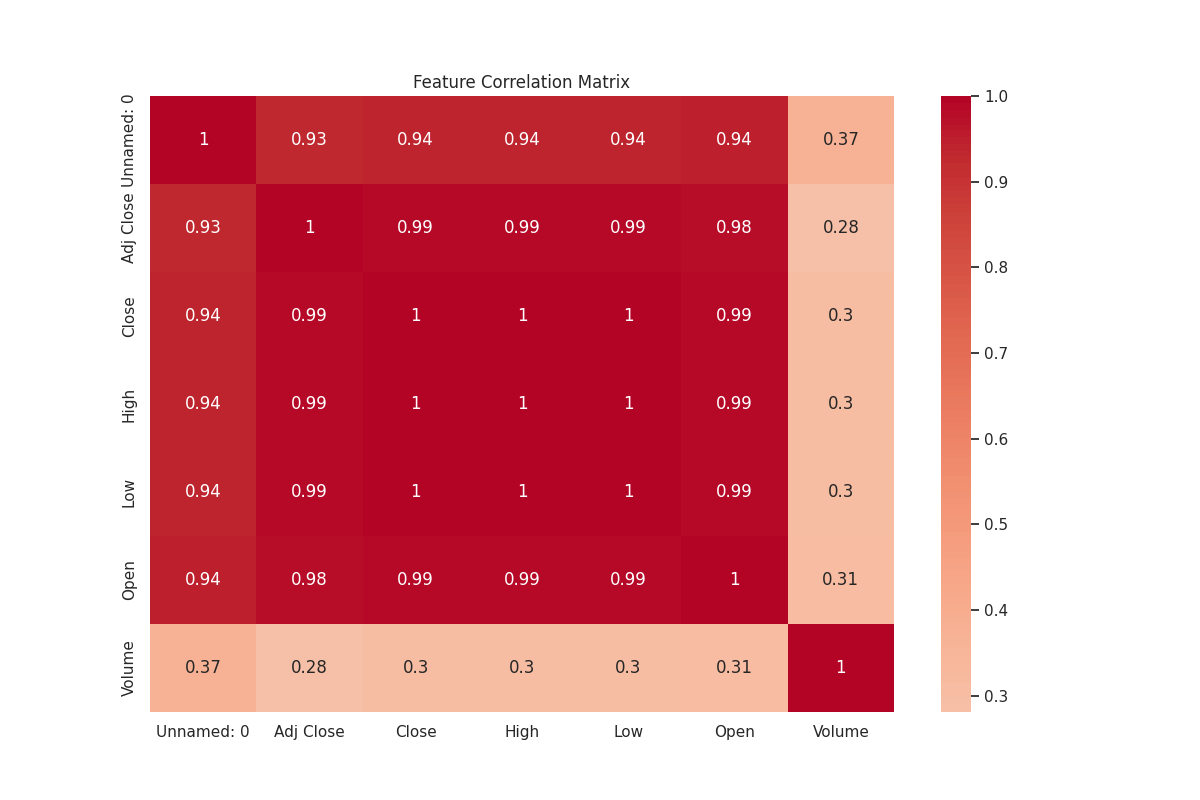 Feature Correlation Matrix
Unnamed: 0 1 0.93 0.94 0.94 0.94 0.94 0.37
Adj Close 0.93 1 0.99 0.99 0.99 0.98 0.28
Close 0.94 0.99 1 1 1 0.99 0.3
High 0.94 0.99 1 1 1 0.99 0.3
Low 0.94 0.99 1 1 1 0.99 0.3
Open 0.94 0.98 0.99 0.99 0.99 1 0.31
Volume 0.37 0.28 0.3 0.3 0.3 0.31 1
Unnamed: 0 Adj Close Close High Low Open Volume
1.0
0.9
0.8
0.7
0.6
0.5
0.4
0.3